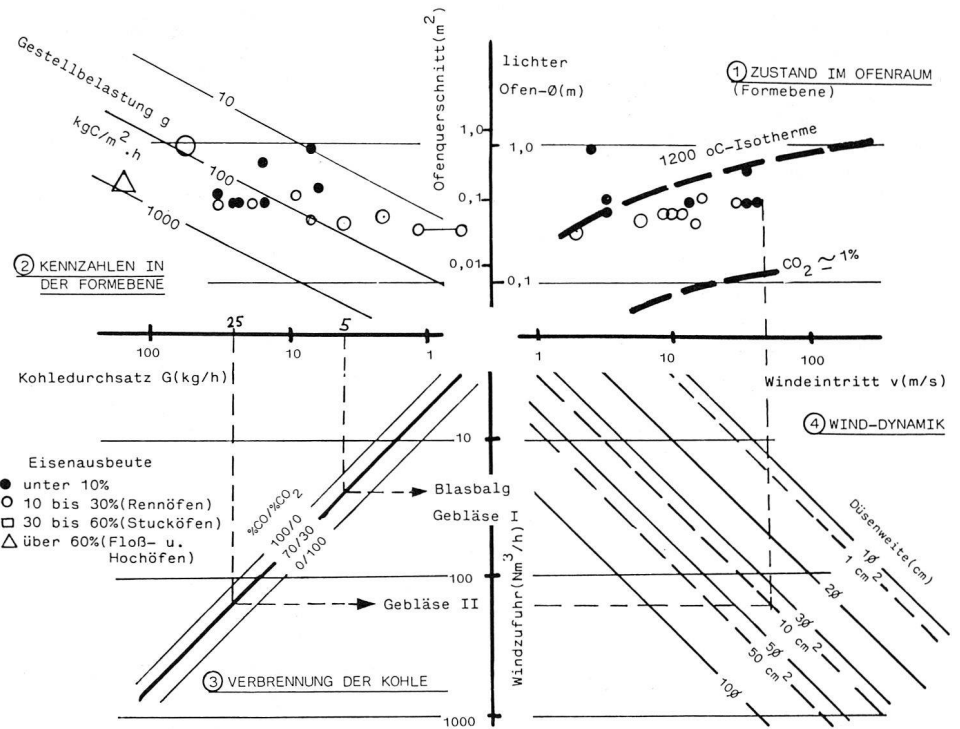 Gestellbelastung g
kgC/m².h
10
100
1000
② KENNZAHLEN IN
DER FORMEBENE
Ofenquerschnitt(m²)
1,0
0,1
0,01
lichter
Ofen-Ø(m)
1,0
0,1
① ZUSTAND IM OFENRAUM
(Formebene)
1200 oC-Isotherme
CO₂ ≃ 1%
100
25
10
5
1
Kohledurchsatz G(kg/h)
1
10
100
Windeintritt v(m/s)
④ WIND-DYNAMIK
Eisenausbeute
● unter 10%
○ 10 bis 30%(Rennöfen)
□ 30 bis 60%(Stucköfen)
△ über 60%(Floß- u.
Hochöfen)
%CO/%CO₂
100/0
70/30
0/100
Blasbalg
Gebläse I
Gebläse II
③ VERBRENNUNG DER KOHLE
10
100
1000
Windzufuhr(Nm³/h)
Düsenweite(cm)
1Ø
1 cm²
2Ø
3Ø
10 cm²
5Ø
50 cm²
10Ø